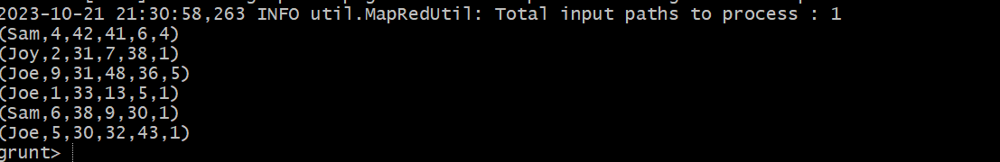 2023-10-21 21:30:58,263 INFO util.MapRedUtil: Total input paths to process : 1
(Sam,4,42,41,6,4)
(Joy,2,31,7,38,1)
(Joe,9,31,48,36,5)
(Joe,1,33,13,5,1)
(Sam,6,38,9,30,1)
(Joe,5,30,32,43,1)
grunt>